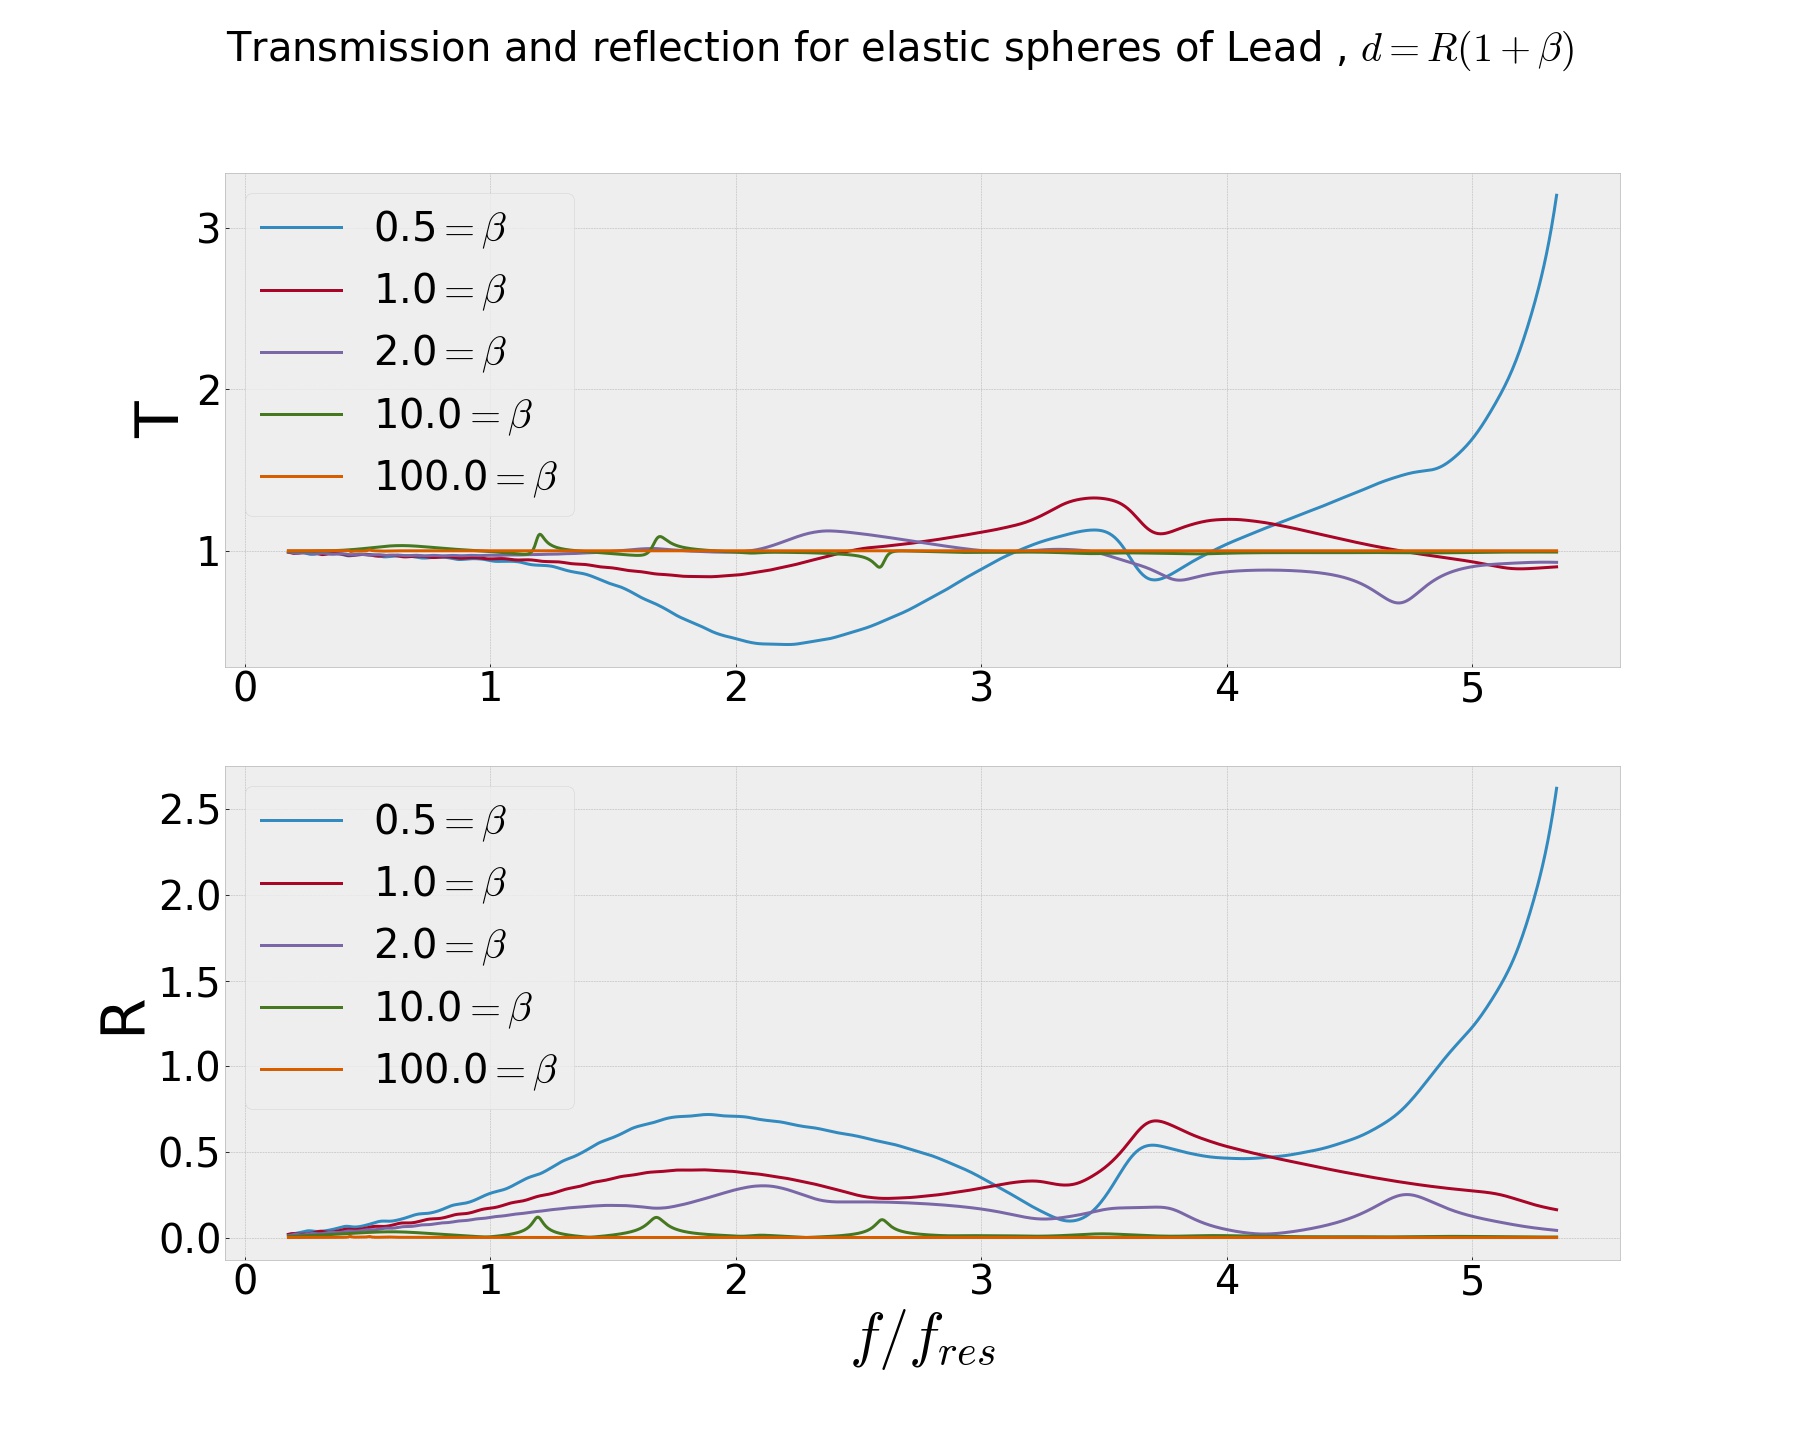 Transmission and reflection for elastic spheres of Lead , d = R(1 + β)
3
2
1
T
0.5 = β
1.0 = β
2.0 = β
10.0 = β
100.0 = β
0 1 2 3 4 5
2.5
2.0
1.5
1.0
0.5
0.0
R
0.5 = β
1.0 = β
2.0 = β
10.0 = β
100.0 = β
0 1 2 3 4 5
f/f_res